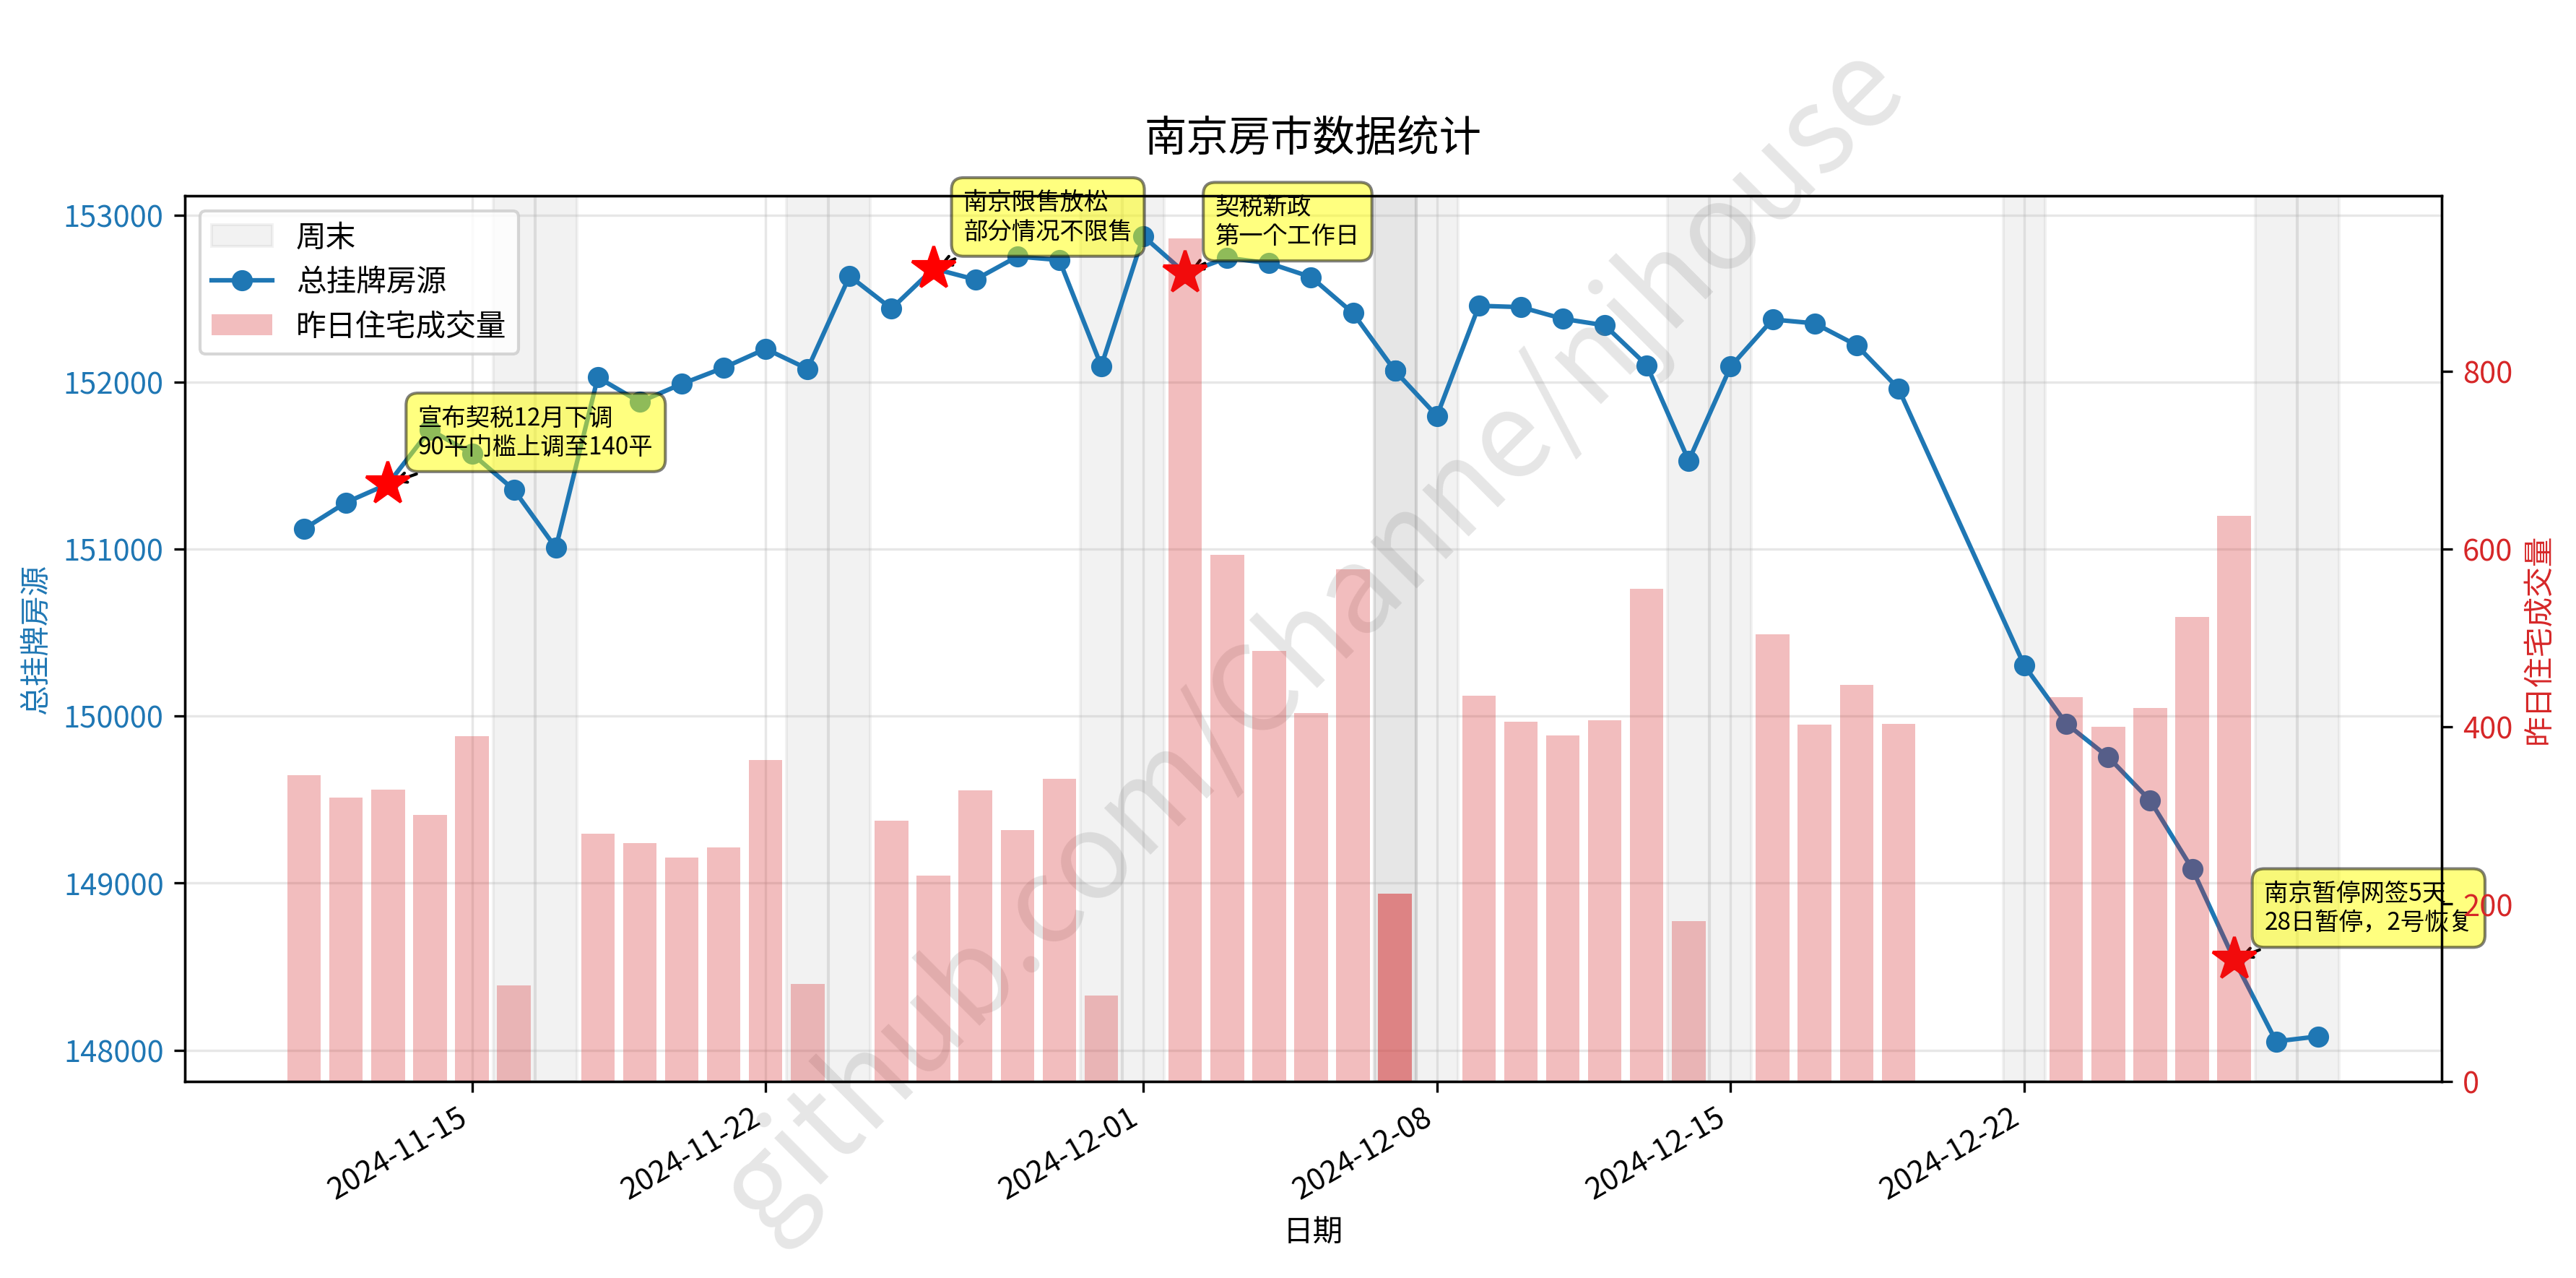 南京房市数据统计
周末
总挂牌房源
昨日住宅成交量
南京限售放松
部分情况不限售
契税新政
第一个工作日
宣布契税12月下调
90平门槛上调至140平
南京暂停网签5天
28日暂停，2号恢复
总挂牌房源
153000
152000
151000
150000
149000
148000
昨日住宅成交量
800
600
400
200
0
2024-11-15
2024-11-22
2024-12-01
2024-12-08
2024-12-15
2024-12-22
日期
github.com/Channe/njhouse